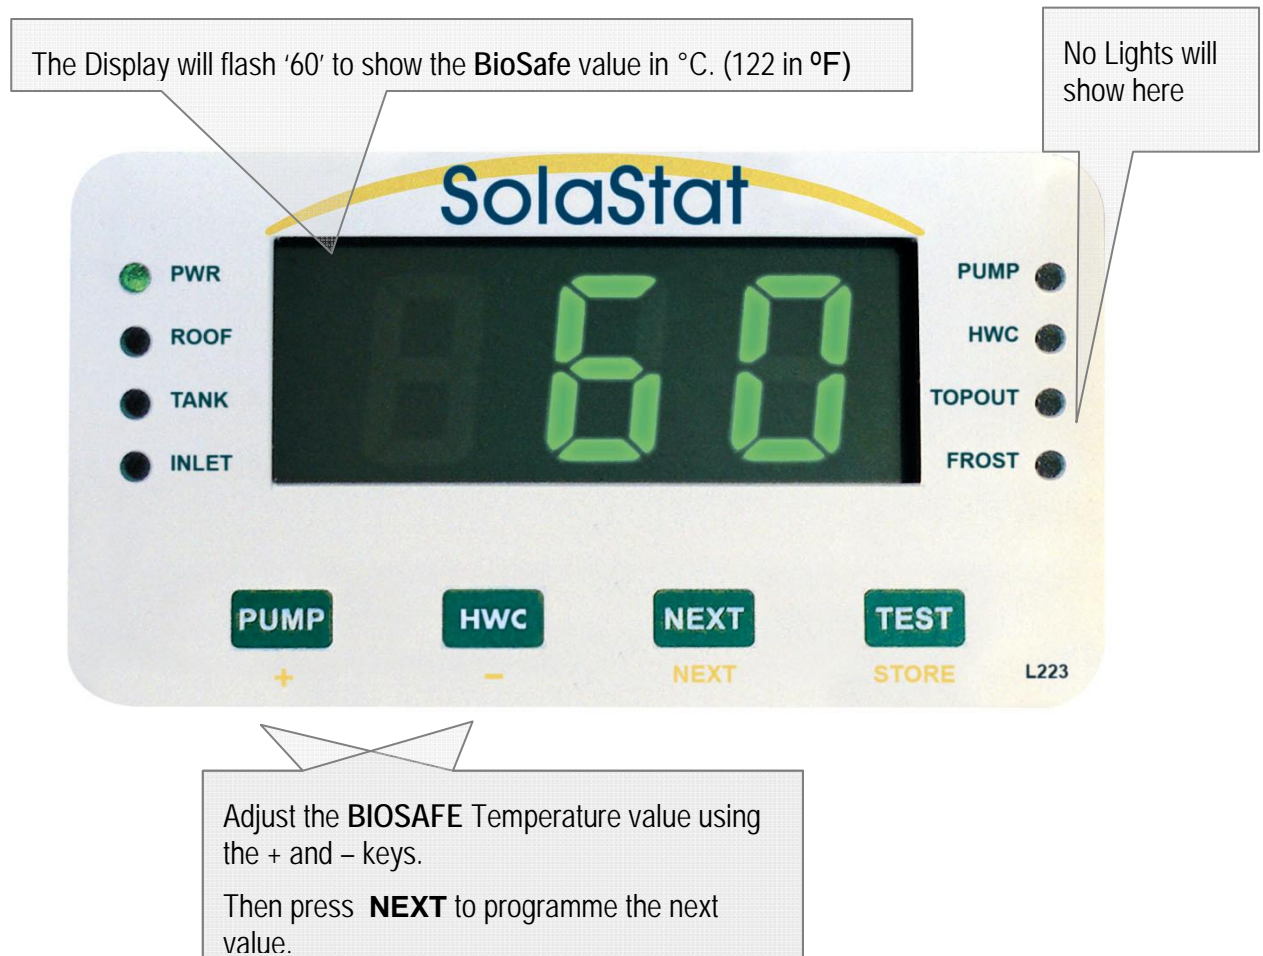 The Display will flash ‘60’ to show the BioSafe value in °C. (122 in ºF)
No Lights will
show here
SolaStat
PWR
ROOF
TANK
INLET
60
PUMP
HWC
TOPOUT
FROST
PUMP
HWC
NEXT
TEST
+
–
NEXT
STORE
L223
Adjust the BIOSAFE Temperature value using
the + and – keys.
Then press NEXT to programme the next
value.